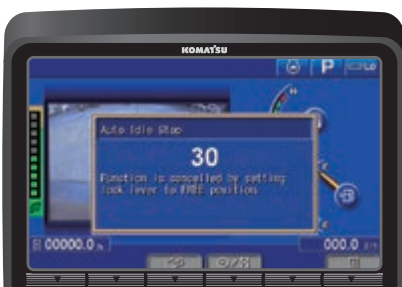 KOMATSU
P LO
Auto Idle Stop
30
Function is cancelled by setting
lock lever to FREE position.
00000.0 h
000.0